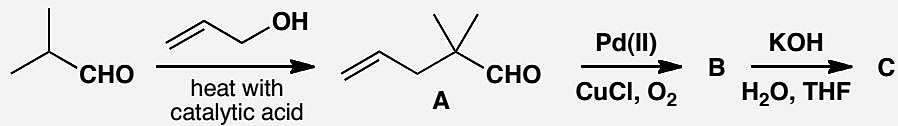 OH
CHO
heat with
catalytic acid
CHO
A
Pd(II)
CuCl, O₂
B
KOH
H₂O, THF
C